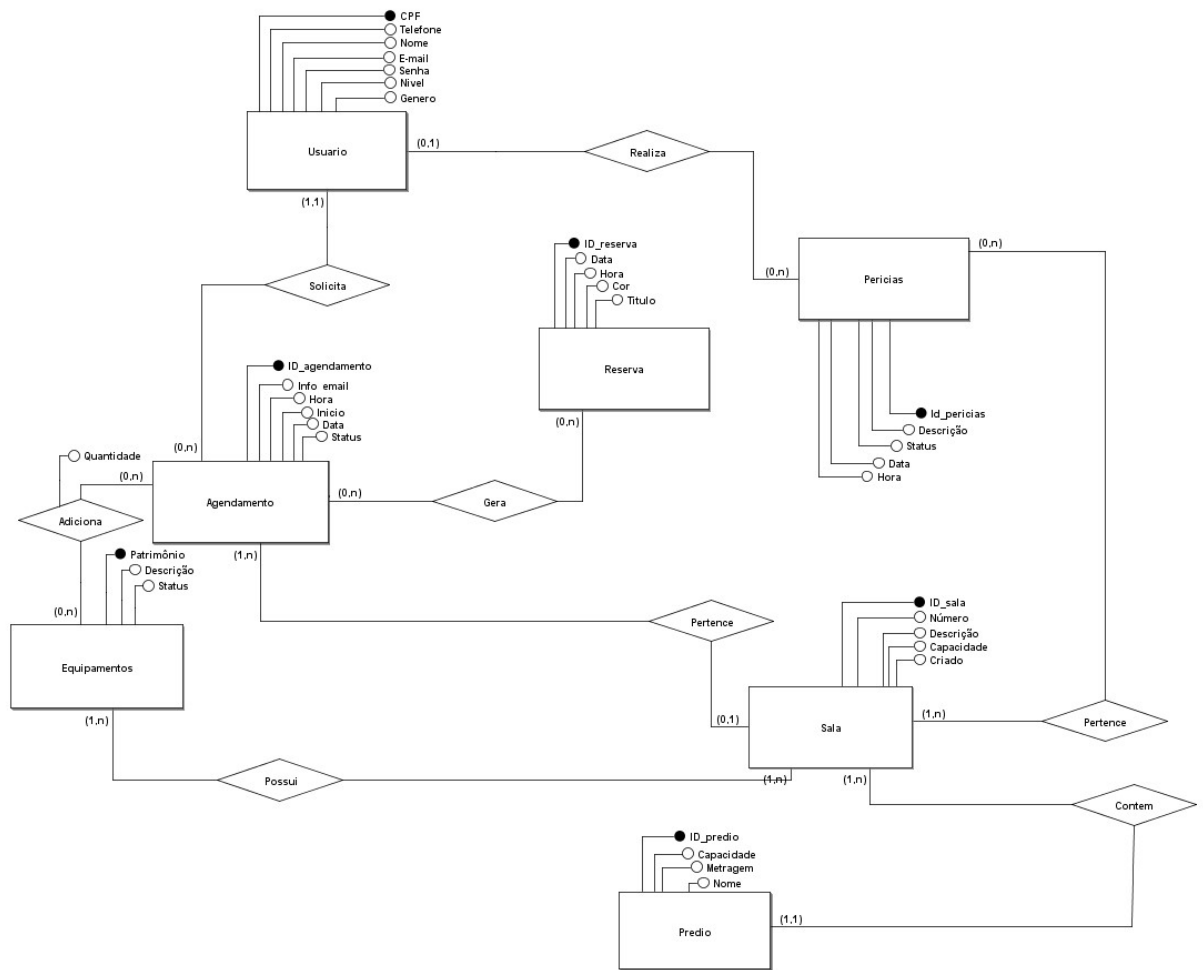 CPF
Telefone
Nome
E-mail
Senha
Nivel
Genero
Usuario
(0,1)
Realiza
(1,1)
Solicita
ID_reserva
Data
Hora
Cor
Titulo
Reserva
(0,n)
(0,n)
(0,n)
Pericias
Id_pericias
Descrição
Status
Data
Hora
ID_agendamento
Info_email
Hora
Inicio
Data
Status
(0,n)
Quantidade
(0,n)
Adiciona
Agendamento
(0,n)
Gera
(1,n)
Patrimônio
Descrição
Status
(0,n)
Equipamentos
(1,n)
Pertence
(0,1)
ID_sala
Número
Descrição
Capacidade
Criado
Sala
(1,n)
Pertence
Possui
(1,n)
(1,n)
Contem
ID_predio
Capacidade
Metragem
Nome
Predio
(1,1)